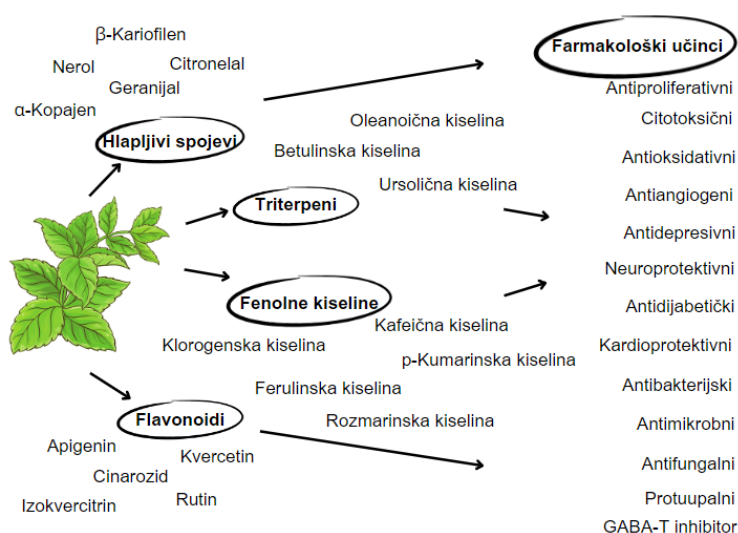 β-Kariofilen
Nerol
Citronelal
Geranijal
α-Kopajen
Hlapljivi spojevi
Oleanoična kiselina
Betulinska kiselina
Ursolična kiselina
Triterpeni
Fenolne kiseline
Kafeična kiselina
Klorogenska kiselina
p-Kumarinska kiselina
Ferulinska kiselina
Rozmarinska kiselina
Flavonoidi
Apigenin
Kvercetin
Cinarozid
Izokvercitrin
Rutin
Farmakološki učinci
Antiproliferativni
Citotoksični
Antioksidativni
Antiangiogeni
Antidepresivni
Neuroprotektivni
Antidijabetički
Kardioprotektivni
Antibakterijski
Antimikrobni
Antifungalni
Protuupalni
GABA-T inhibitor